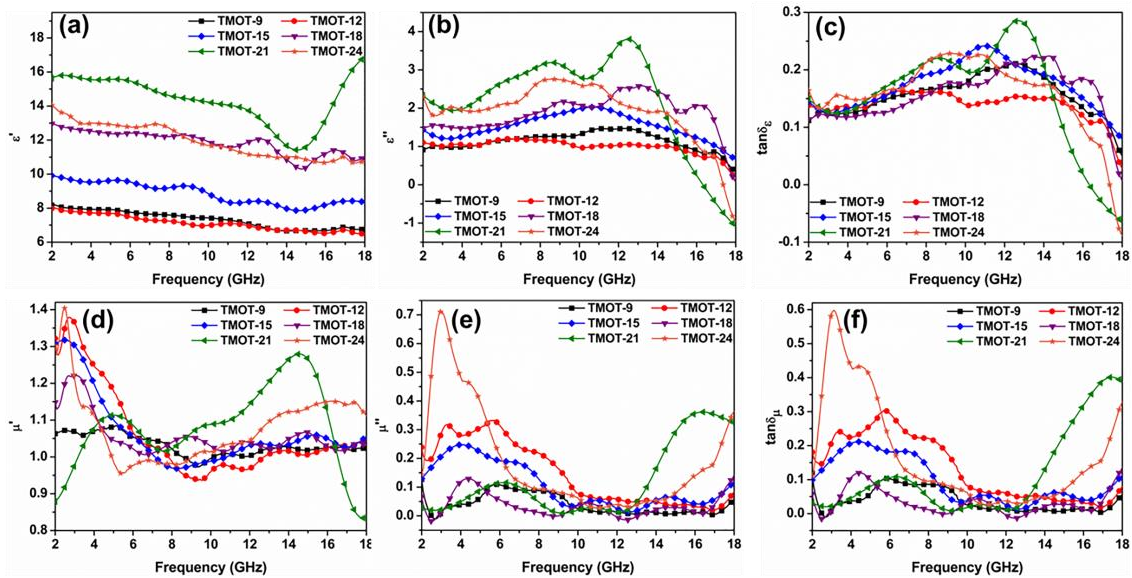 (a)
TMOT-9 TMOT-12
TMOT-15 TMOT-18
TMOT-21 TMOT-24
18
16
14
12
10
8
6
ε'
2 4 6 8 10 12 14 16 18
Frequency (GHz)
(b)
5
4
3
2
1
0
-1
ε''
TMOT-9 TMOT-12
TMOT-15 TMOT-18
TMOT-21 TMOT-24
2 4 6 8 10 12 14 16 18
Frequency (GHz)
(c)
0.3
0.2
0.1
0.0
-0.1
tanδε
TMOT-9 TMOT-12
TMOT-15 TMOT-18
TMOT-21 TMOT-24
2 4 6 8 10 12 14 16 18
Frequency (GHz)
(d)
TMOT-9 TMOT-12
TMOT-15 TMOT-18
TMOT-21 TMOT-24
1.4
1.3
1.2
1.1
1.0
0.9
0.8
μ'
2 4 6 8 10 12 14 16 18
Frequency (GHz)
(e)
TMOT-9 TMOT-12
TMOT-15 TMOT-18
TMOT-21 TMOT-24
0.7
0.6
0.5
0.4
0.3
0.2
0.1
0.0
μ''
2 4 6 8 10 12 14 16 18
Frequency (GHz)
(f)
TMOT-9 TMOT-12
TMOT-15 TMOT-18
TMOT-21 TMOT-24
0.6
0.5
0.4
0.3
0.2
0.1
0.0
tanδμ
2 4 6 8 10 12 14 16 18
Frequency (GHz)